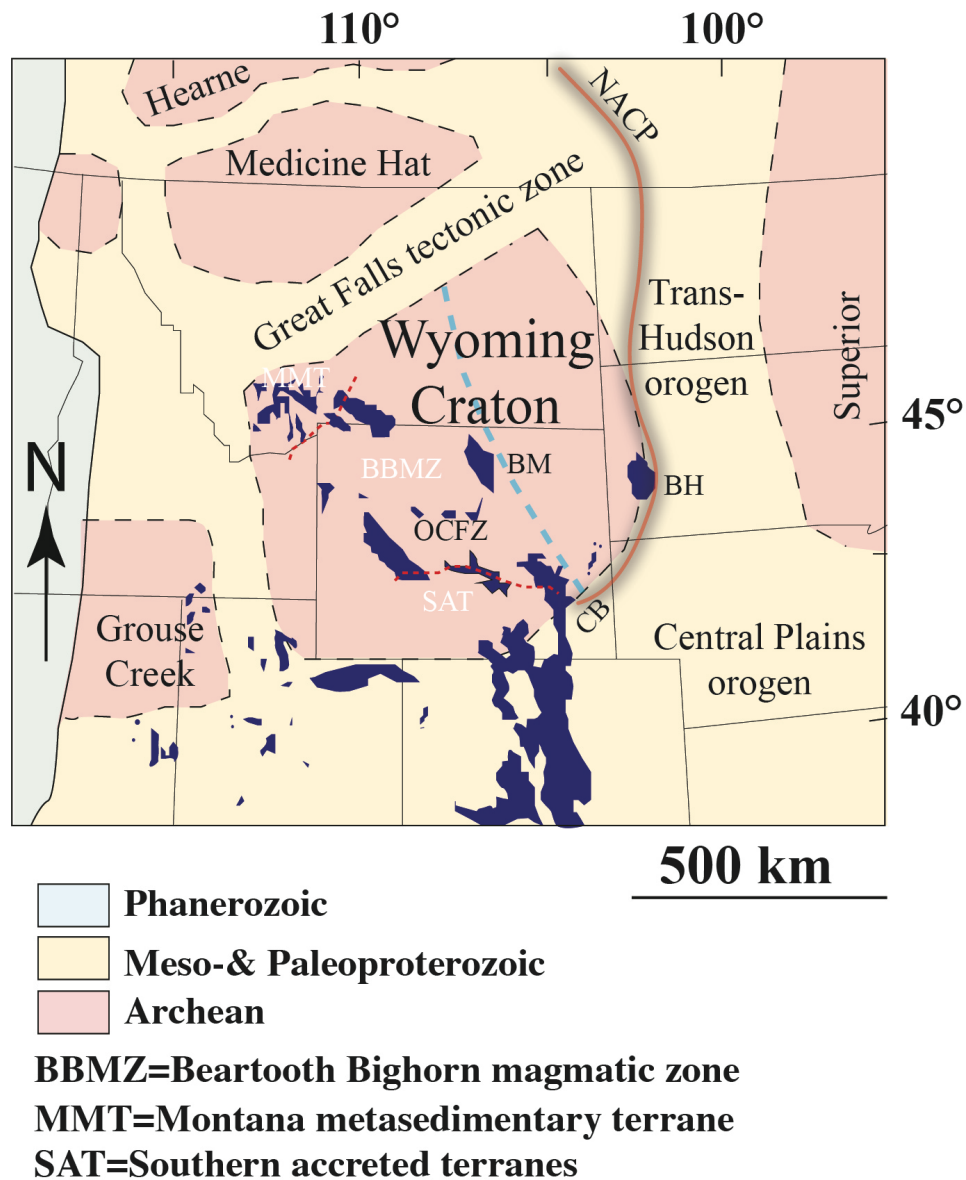 110°
100°
Hearne
NACP
Medicine Hat
Great Falls tectonic zone
Trans-
Hudson
orogen
Superior
Wyoming
Craton
MMT
45°
N
BBMZ
BM
BH
OCFZ
SAT
CB
Grouse
Creek
Central Plains
orogen
40°
500 km
Phanerozoic
Meso-& Paleoproterozoic
Archean
BBMZ=Beartooth Bighorn magmatic zone
MMT=Montana metasedimentary terrane
SAT=Southern accreted terranes